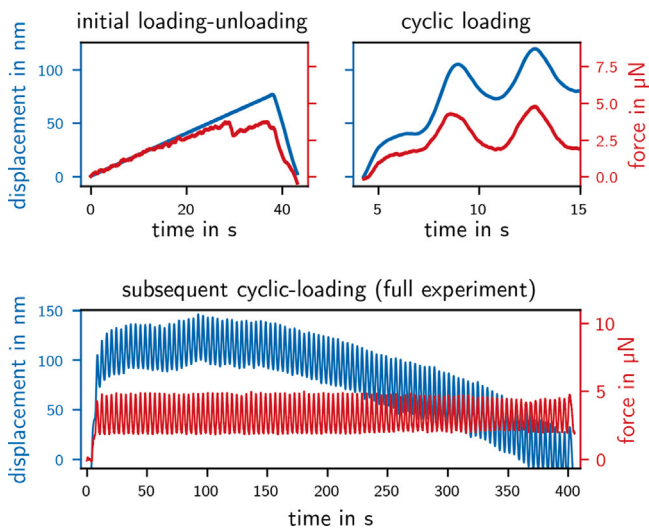 initial loading-unloading
cyclic loading
displacement in nm
100
50
0
0
20
40
time in s
7.5
5.0
2.5
0.0
5
10
15
time in s
force in µN
subsequent cyclic-loading (full experiment)
displacement in nm
150
100
50
0
10
5
0
force in µN
0
50
100
150
200
250
300
350
400
time in s